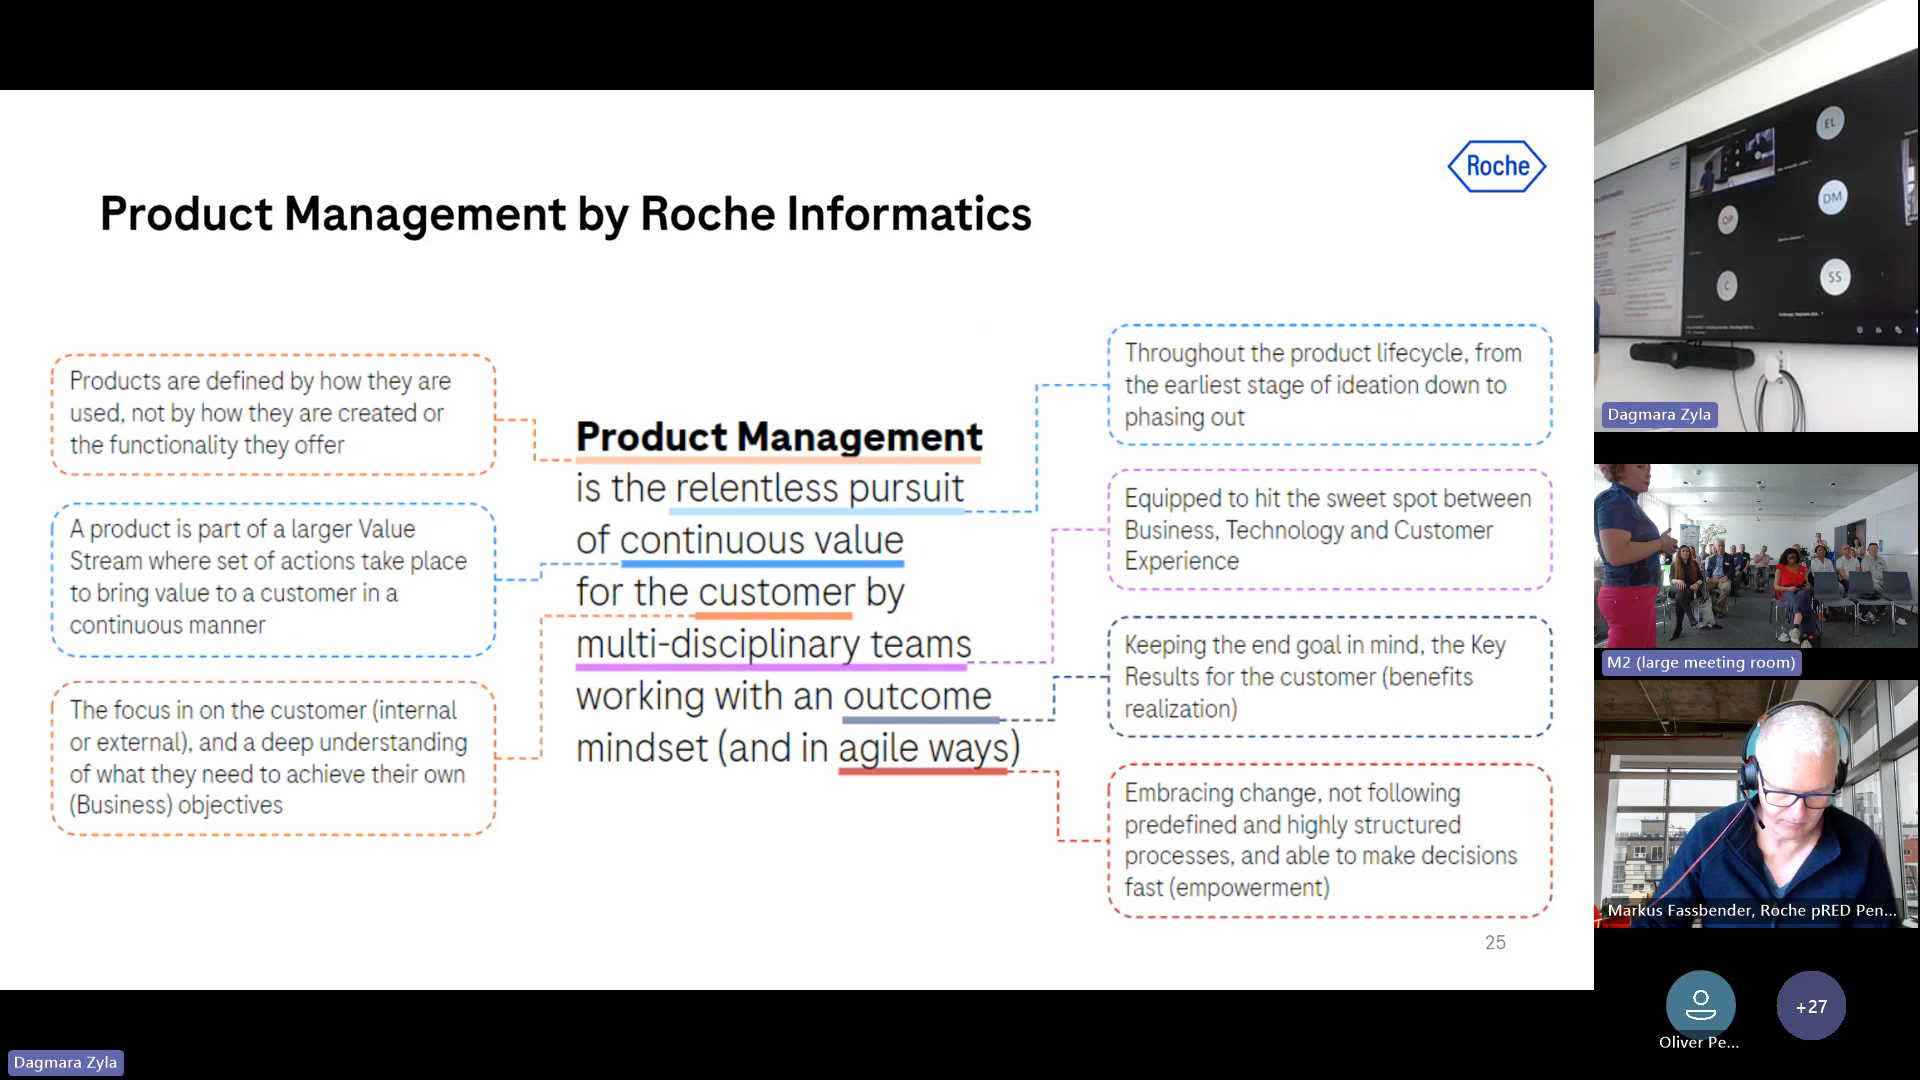 Roche
Product Management by Roche Informatics
Products are defined by how they are
used, not by how they are created or
the functionality they offer
A product is part of a larger Value
Stream where set of actions take place
to bring value to a customer in a
continuous manner
The focus in on the customer (internal
or external), and a deep understanding
of what they need to achieve their own
(Business) objectives
Product Management
is the relentless pursuit
of continuous value
for the customer by
multi-disciplinary teams
working with an outcome
mindset (and in agile ways)
Throughout the product lifecycle, from
the earliest stage of ideation down to
phasing out
Equipped to hit the sweet spot between
Business, Technology and Customer
Experience
Keeping the end goal in mind, the Key
Results for the customer (benefits
realization)
Embracing change, not following
predefined and highly structured
processes, and able to make decisions
fast (empowerment)
25
Dagmara Zyla
EL
OP
DM
C
SS
Dagmara Zyla
M2 (large meeting room)
Markus Fassbender, Roche pRED Pen...
Oliver Pe...
+27